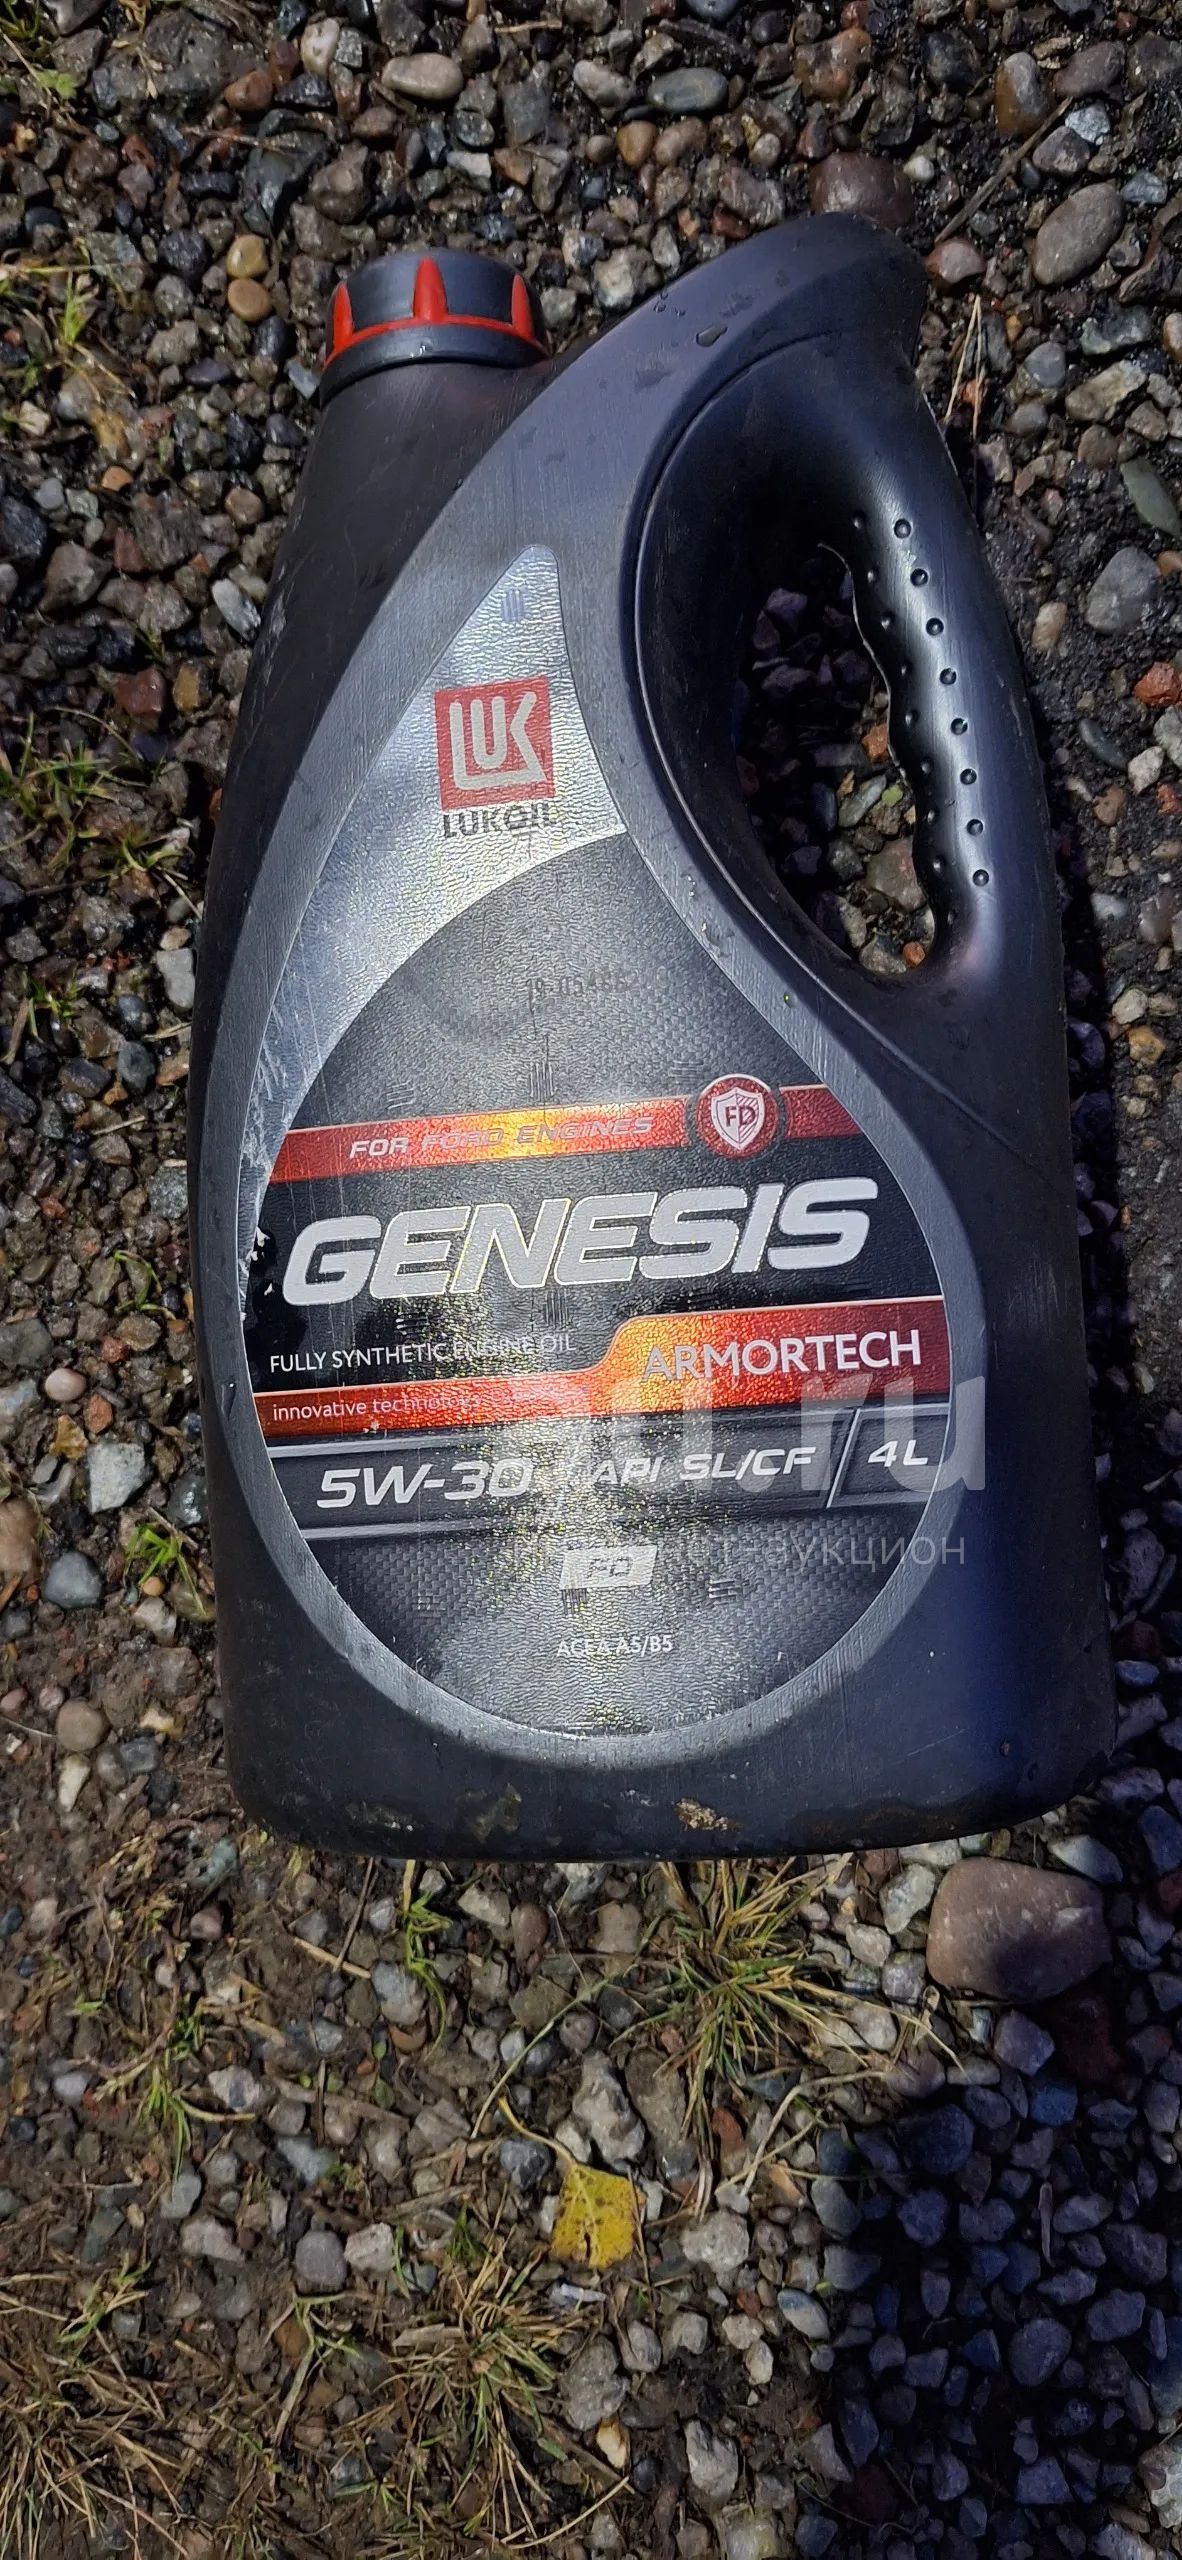 LUK
LUKOIL
FOR FORD ENGINES
FD
GENESIS
FULLY SYNTHETIC ENGINE OIL
ARMORTECH
innovative technology
5W-30 API SL/CF 4L
FD
ACEA A5/B5